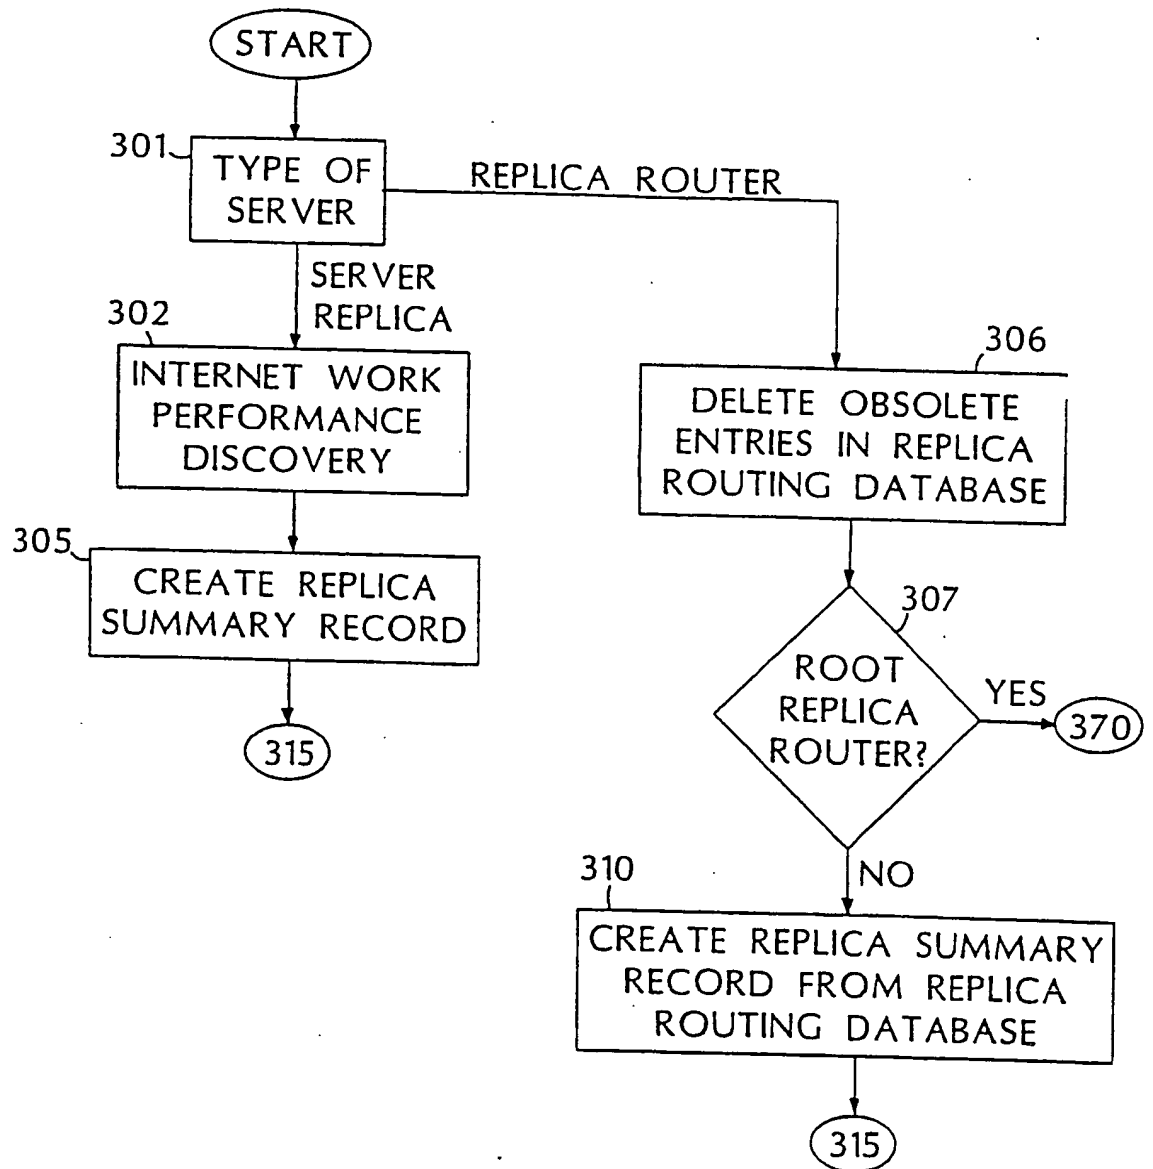 START
301
TYPE OF
SERVER
REPLICA ROUTER
SERVER
REPLICA
302
INTERNET WORK
PERFORMANCE
DISCOVERY
306
DELETE OBSOLETE
ENTRIES IN REPLICA
ROUTING DATABASE
305
CREATE REPLICA
SUMMARY RECORD
315
307
ROOT
REPLICA
ROUTER?
YES
370
NO
310
CREATE REPLICA SUMMARY
RECORD FROM REPLICA
ROUTING DATABASE
315